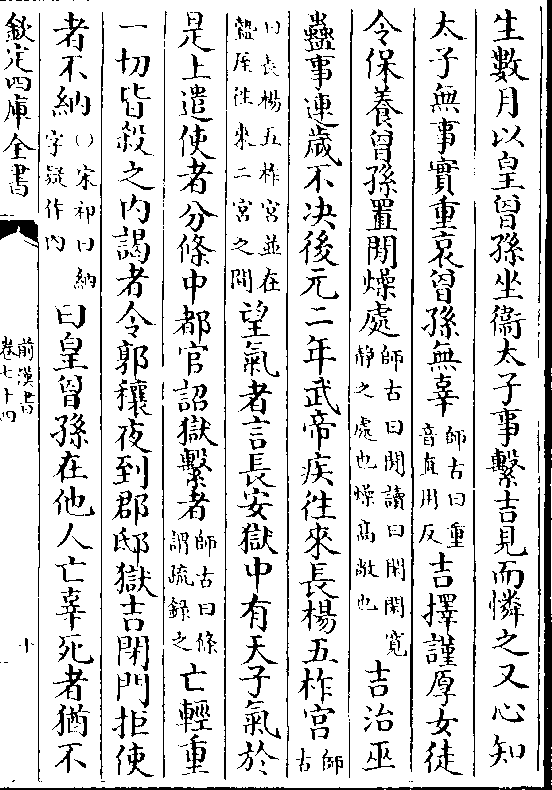 生數月以皇曾孫坐衛太子事繫吉見而憐之又心知
太子無事實重哀曾孫無辜師古曰重音直用反吉擇謹厚女徒
令保養曾孫置閒燥處師古曰閒讀曰閑閑寛静之處也燥髙敞也吉治巫
蠱事連歳不決後元二年武帝疾往來長楊五柞宮師古
曰長楊五柞宮並在盩厔往來二宮之間望氣者言長安獄中有天子氣於
是上遣使者分條中都官詔獄繫者師古曰條謂疏録之亡輕重
一切皆殺之内謁者令郭穰夜到郡邸獄吉閉門拒使
者不納○宋祁曰納字疑作内曰皇曾孫在他人亡辜死者猶不
欽定四庫全書
前漢書
卷七十四
十